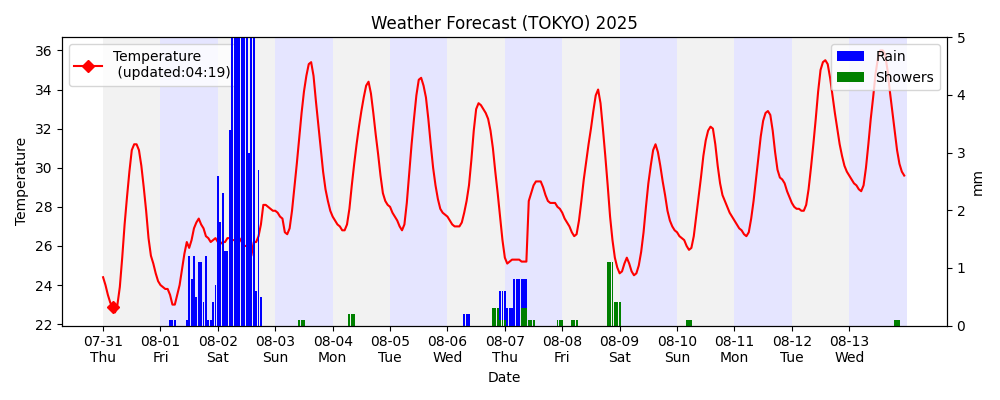 Weather Forecast (TOKYO) 2025
Temperature
(updated:04:19)
Rain
Showers
Temperature
36
34
32
30
28
26
24
22
5
4
3
2
1
0
mm
07-31 08-01 08-02 08-03 08-04 08-05 08-06 08-07 08-08 08-09 08-10 08-11 08-12 08-13
Thu Fri Sat Sun Mon Tue Wed Thu Fri Sat Sun Mon Tue Wed
Date